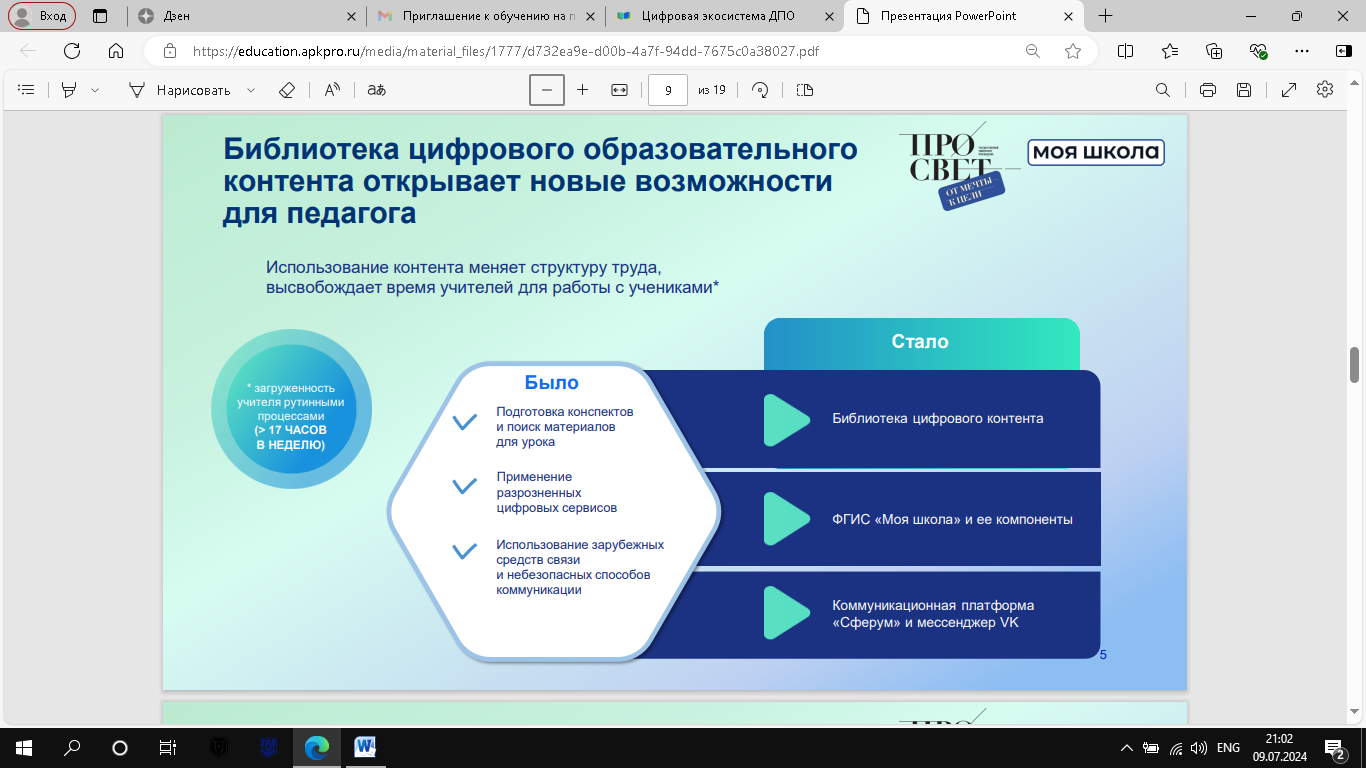 Вход
Дзен
Приглашение к обучению на п
Цифровая экосистема ДПО
Презентация PowerPoint
https://education.apkpro.ru/media/material_files/1777/d732ea9e-d00b-4a7f-94dd-7675c0a38027.pdf
Нарисовать
9
из 19
Библиотека цифрового образовательного
контента открывает новые возможности
для педагога
ПРО
СВЕТ
ОТ МЕЧТЫ
К ЦЕЛИ
моя школа
Использование контента меняет структуру труда,
высвобождает время учителей для работы с учениками*
* загруженность
учителя рутинными
процессами
(> 17 ЧАСОВ
В НЕДЕЛЮ)
Было
Подготовка конспектов
и поиск материалов
для урока
Применение
разрозненных
цифровых сервисов
Использование зарубежных
средств связи
и небезопасных способов
коммуникации
Стало
Библиотека цифрового контента
ФГИС «Моя школа» и ее компоненты
Коммуникационная платформа
«Сферум» и мессенджер VK
5
ENG
21:02
09.07.2024
2